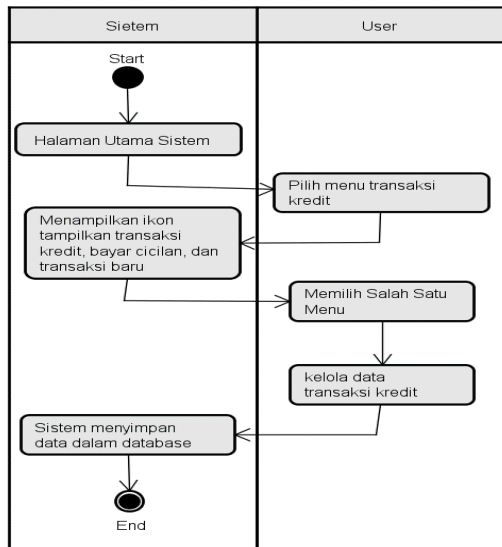 Sietem
User
Start
Halaman Utama Sistem
Pilih menu transaksi
kredit
Menampilkan ikon
tampilkan transaksi
kredit, bayar cicilan, dan
transaksi baru
Memilih Salah Satu
Menu
kelola data
transaksi kredit
Sistem menyimpan
data dalam database
End